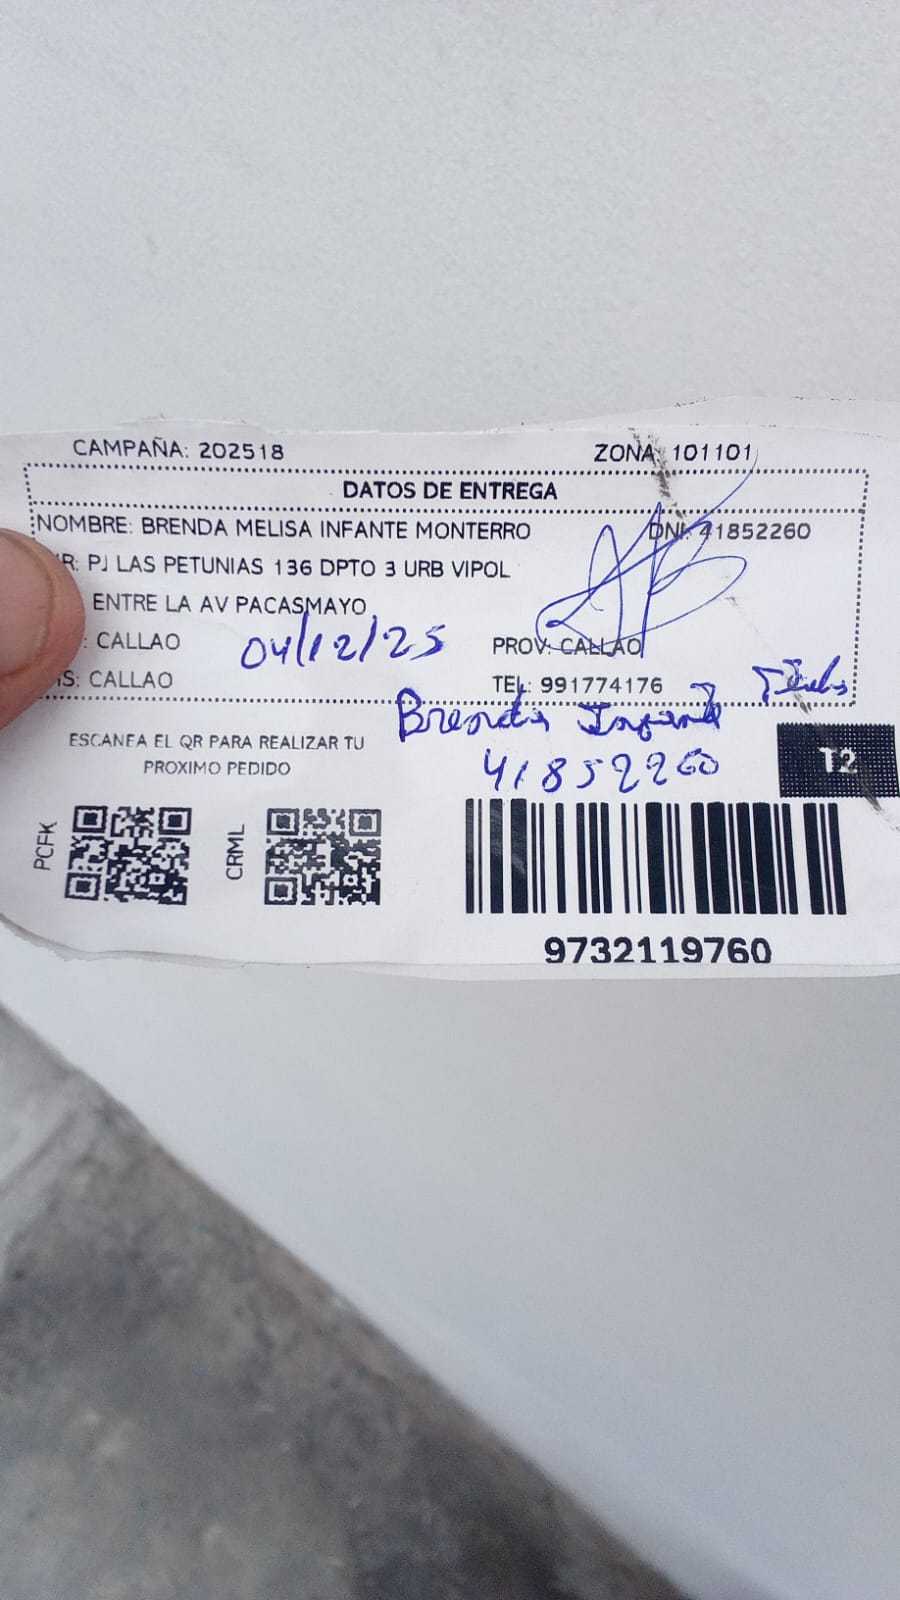 CAMPAÑA: 202518 ZONA: 101101
DATOS DE ENTREGA
NOMBRE: BRENDA MELISA INFANTE MONTERRO DNI: 41852260
R: PJ LAS PETUNIAS 136 DPTO 3 URB VIPOL
ENTRE LA AV PACASMAYO
: CALLAO 04/12/25 PROV: CALLAO
S: CALLAO TEL: 991774176
Brenda Infante
41852260
ESCANEA EL QR PARA REALIZAR TU
PROXIMO PEDIDO
T2
PCFK
CRML
9732119760